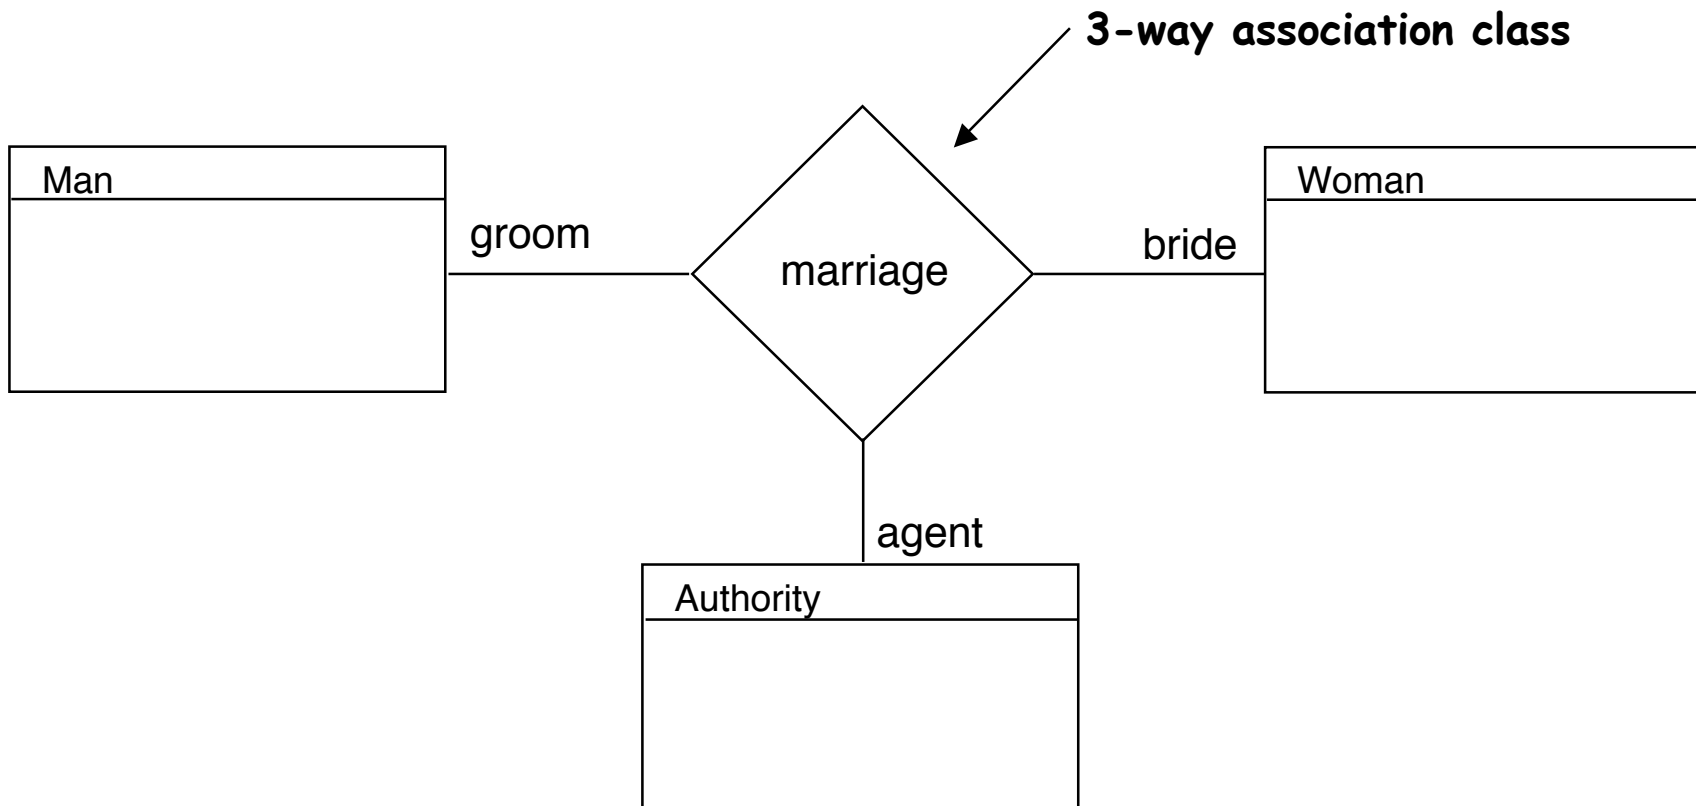 3-way association class
Man
Woman
groom
bride
marriage
agent
Authority